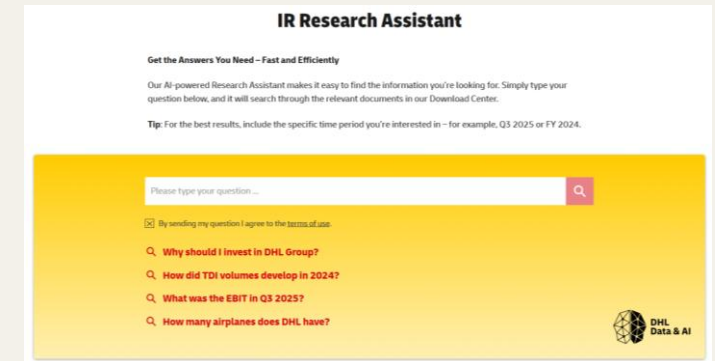 IR Research Assistant
Get the Answers You Need – Fast and Efficiently
Our AI-powered Research Assistant makes it easy to find the information you're looking for. Simply type your
question below, and it will search through the relevant documents in our Download Center.
Tip: For the best results, include the specific time period you're interested in – for example, Q3 2025 or FY 2024.
Please type your question ...
By sending my question I agree to the terms of use.
Why should I invest in DHL Group?
How did TDI volumes develop in 2024?
What was the EBIT in Q3 2025?
How many airplanes does DHL have?
DHL
Data & AI